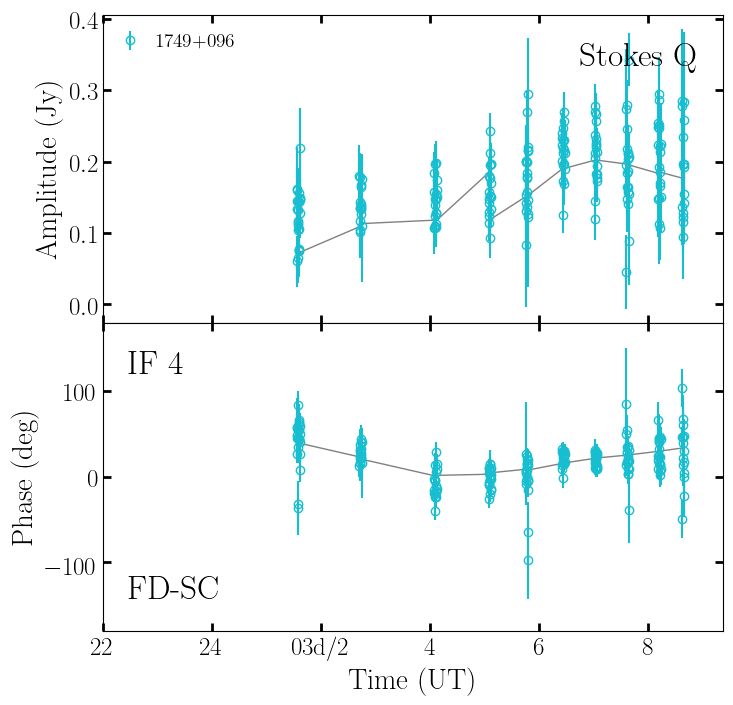 0.4
1749+096
Stokes Q
0.3
0.2
0.1
0.0
Amplitude (Jy)
IF 4
100
0
−100
Phase (deg)
FD-SC
22
24
03d/2
4
6
8
Time (UT)